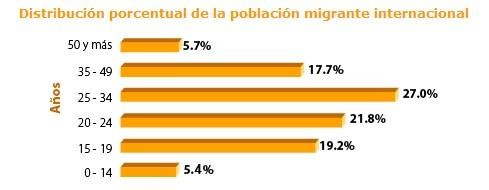 Distribución porcentual de la población migrante internacional
Años
50 y más 5.7%
35 - 49 17.7%
25 - 34 27.0%
20 - 24 21.8%
15 - 19 19.2%
0 - 14 5.4%